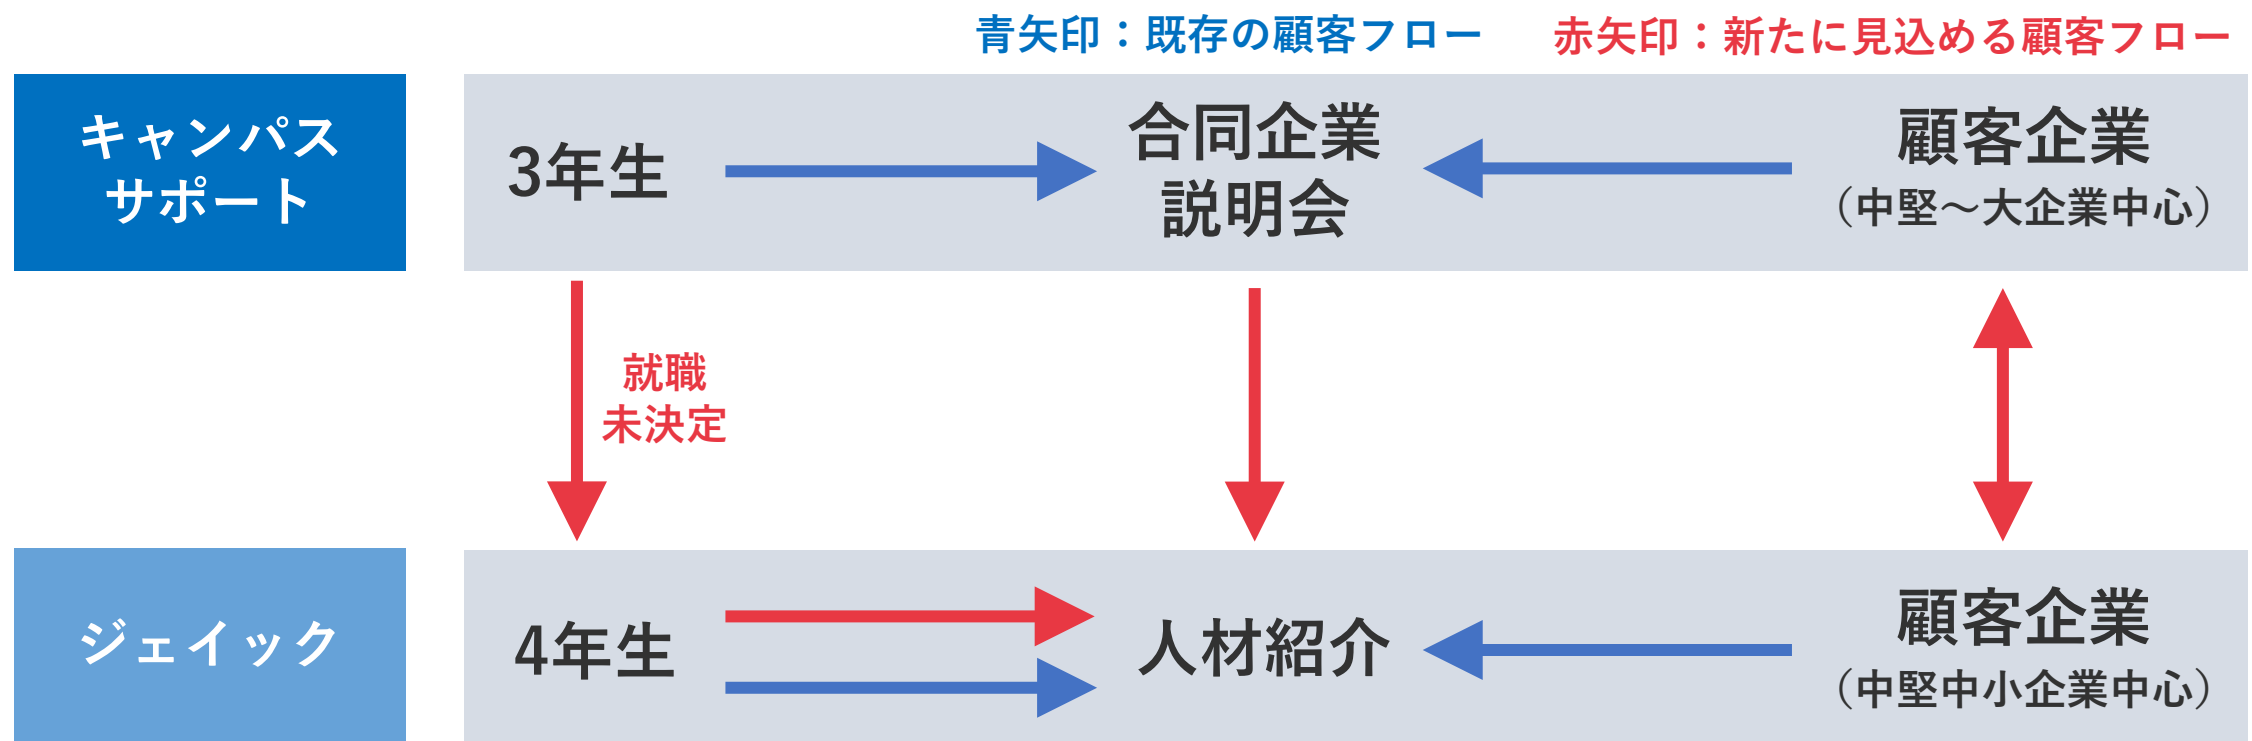 青矢印：既存の顧客フロー
赤矢印：新たに見込める顧客フロー
キャンパス
サポート
3年生
合同企業
説明会
顧客企業
（中堅～大企業中心）
就職
未決定
ジェイック
4年生
人材紹介
顧客企業
（中堅中小企業中心）